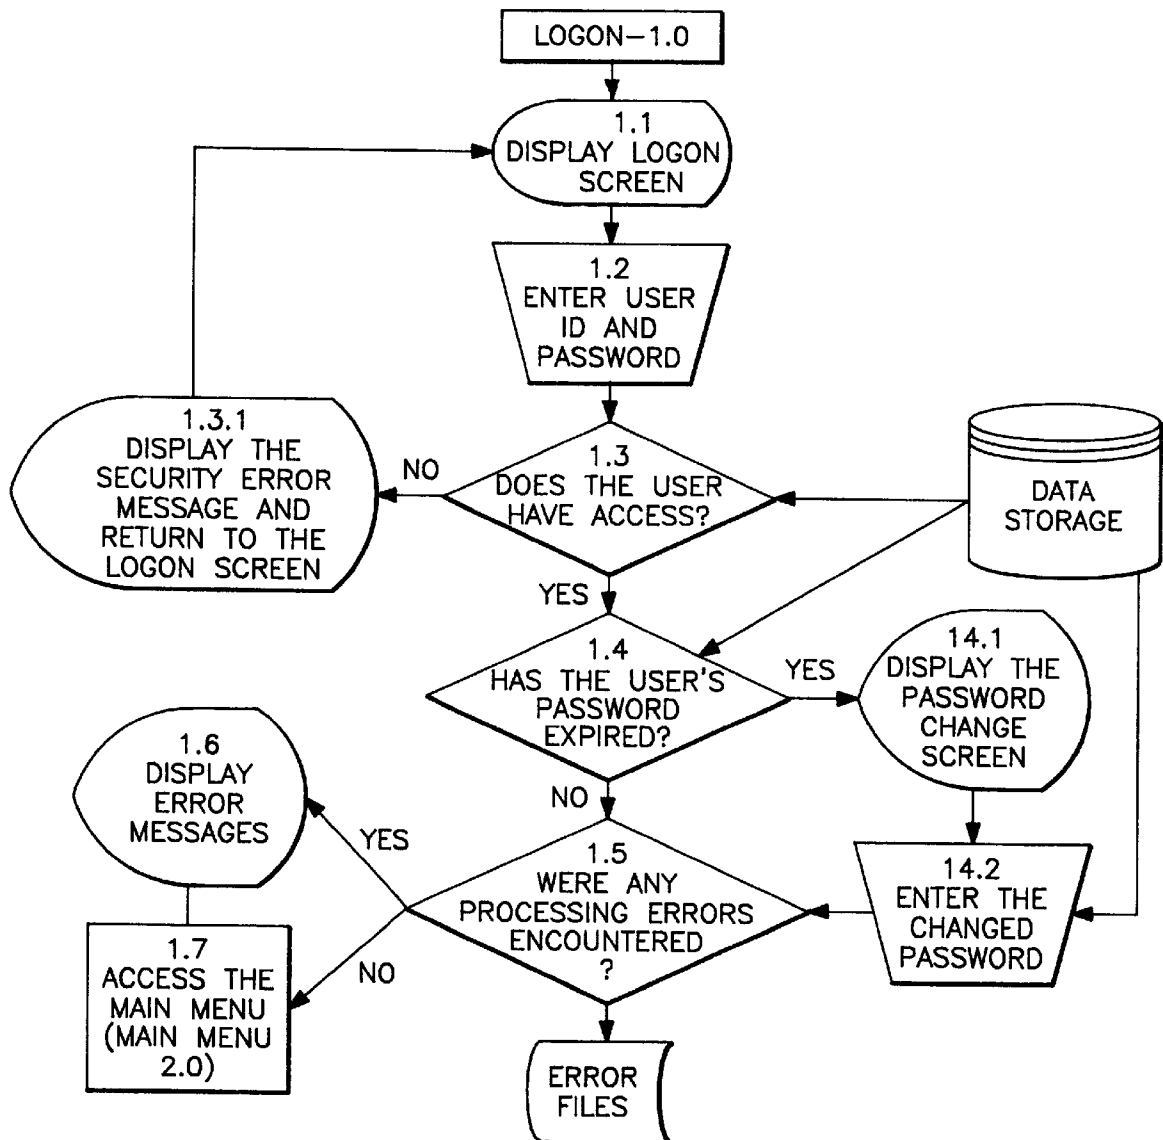 LOGON-1.0
1.1
DISPLAY LOGON
SCREEN
1.2
ENTER USER
ID AND
PASSWORD
1.3.1
DISPLAY THE
SECURITY ERROR
MESSAGE AND
RETURN TO THE
LOGON SCREEN
NO
1.3
DOES THE USER
HAVE ACCESS?
DATA
STORAGE
YES
1.4
HAS THE USER'S
PASSWORD
EXPIRED?
YES
14.1
DISPLAY THE
PASSWORD
CHANGE
SCREEN
NO
1.6
DISPLAY
ERROR
MESSAGES
YES
1.5
WERE ANY
PROCESSING ERRORS
ENCOUNTERED
?
14.2
ENTER THE
CHANGED
PASSWORD
NO
1.7
ACCESS THE
MAIN MENU
(MAIN MENU
2.0)
ERROR
FILES